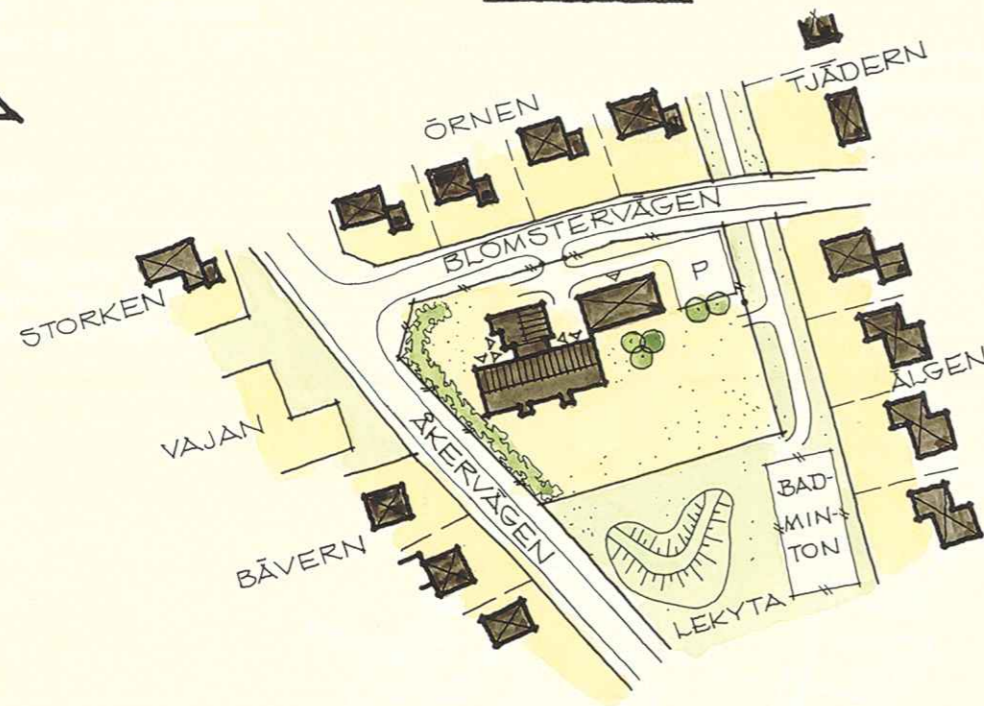 TJÄDERN
ÖRNEN
BLOMSTERVÄGEN
STORKEN
P
ÄLGEN
VAJAN
ÅKERVÄGEN
BAD-
MIN-
TON
BÄVERN
LEKYTA